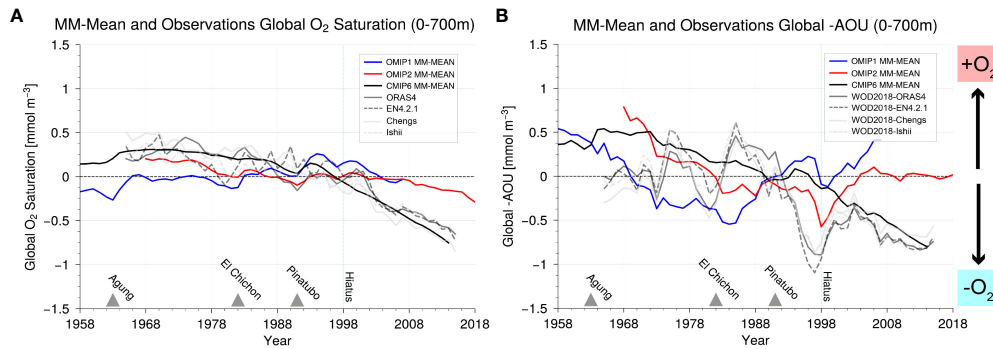 A
MM-Mean and Observations Global O₂ Saturation (0-700m)
Global O₂ Saturation [mmol m⁻³]
1.5
1
0.5
0
−0.5
−1
−1.5
OMIP1 MM-MEAN
OMIP2 MM-MEAN
CMIP6 MM-MEAN
ORAS4
EN4.2.1
Chengs
Ishii
Agung
El Chichon
Pinatubo
Hiatus
1958 1968 1978 1988 1998 2008 2018
Year
B
MM-Mean and Observations Global -AOU (0-700m)
Global -AOU [mmol m⁻³]
1.5
1
0.5
0
−0.5
−1
−1.5
OMIP1 MM-MEAN
OMIP2 MM-MEAN
CMIP6 MM-MEAN
WOD2018-ORAS4
WOD2018-EN4.2.1
WOD2018-Chengs
WOD2018-Ishii
Agung
El Chichon
Pinatubo
Hiatus
1958 1968 1978 1988 1998 2008 2018
Year
+O₂
-O₂